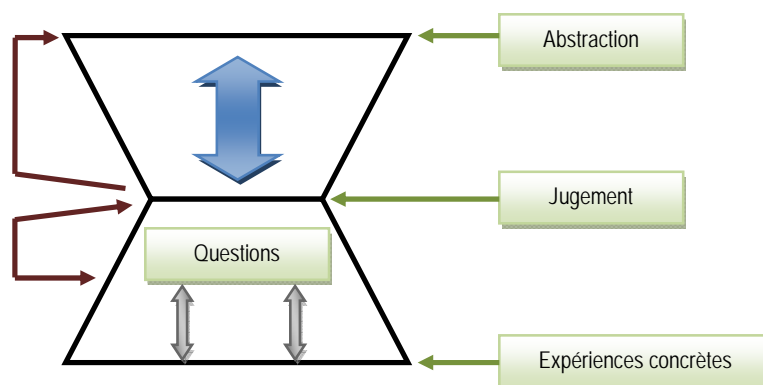 Abstraction
Jugement
Questions
Expériences concrètes